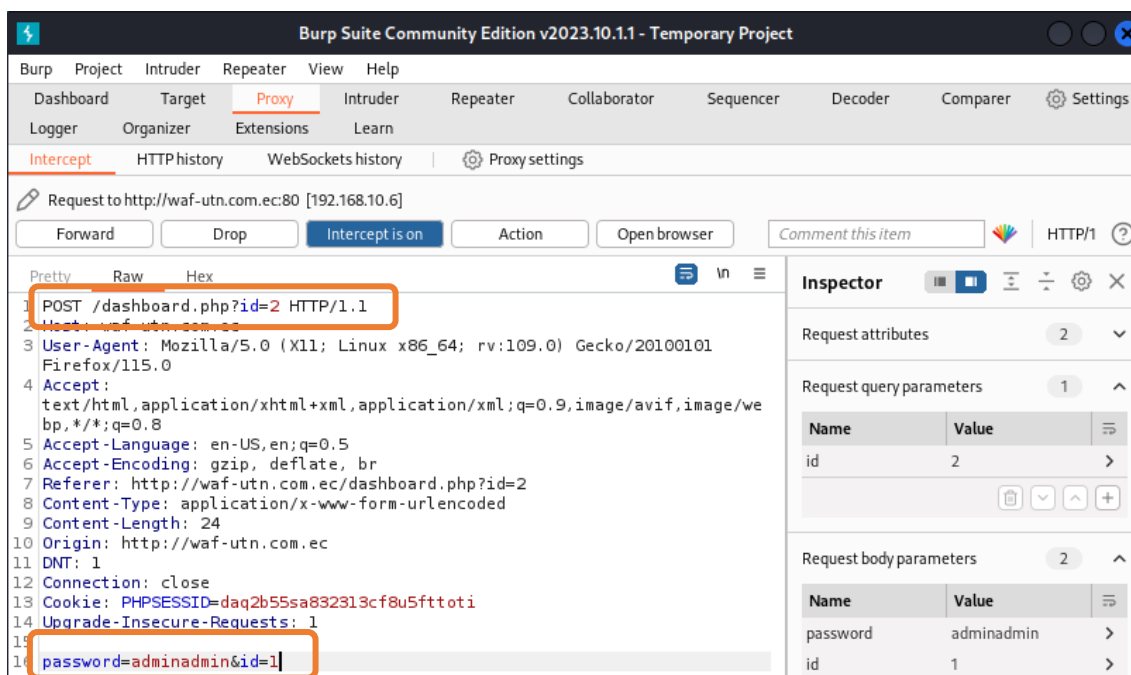 Burp Suite Community Edition v2023.10.1.1 - Temporary Project
Burp Project Intruder Repeater View Help
Dashboard Target Proxy Intruder Repeater Collaborator Sequencer Decoder Comparer Settings
Logger Organizer Extensions Learn
Intercept HTTP history WebSockets history Proxy settings
Request to http://waf-utn.com.ec:80 [192.168.10.6]
Forward Drop Intercept is on Action Open browser Comment this item HTTP/1 ?
Pretty Raw Hex \n
1 POST /dashboard.php?id=2 HTTP/1.1
2 Host: waf-utn.com.ec
3 User-Agent: Mozilla/5.0 (X11; Linux x86_64; rv:109.0) Gecko/20100101
Firefox/115.0
4 Accept:
text/html,application/xhtml+xml,application/xml;q=0.9,image/avif,image/we
bp,*/*;q=0.8
5 Accept-Language: en-US,en;q=0.5
6 Accept-Encoding: gzip, deflate, br
7 Referer: http://waf-utn.com.ec/dashboard.php?id=2
8 Content-Type: application/x-www-form-urlencoded
9 Content-Length: 24
10 Origin: http://waf-utn.com.ec
11 DNT: 1
12 Connection: close
13 Cookie: PHPSESSID=daq2b55sa832313cf8u5fttoti
14 Upgrade-Insecure-Requests: 1
15
16 password=adminadmin&id=1
Inspector
Request attributes 2
Request query parameters 1
Name Value
id 2
Request body parameters 2
Name Value
password adminadmin
id 1